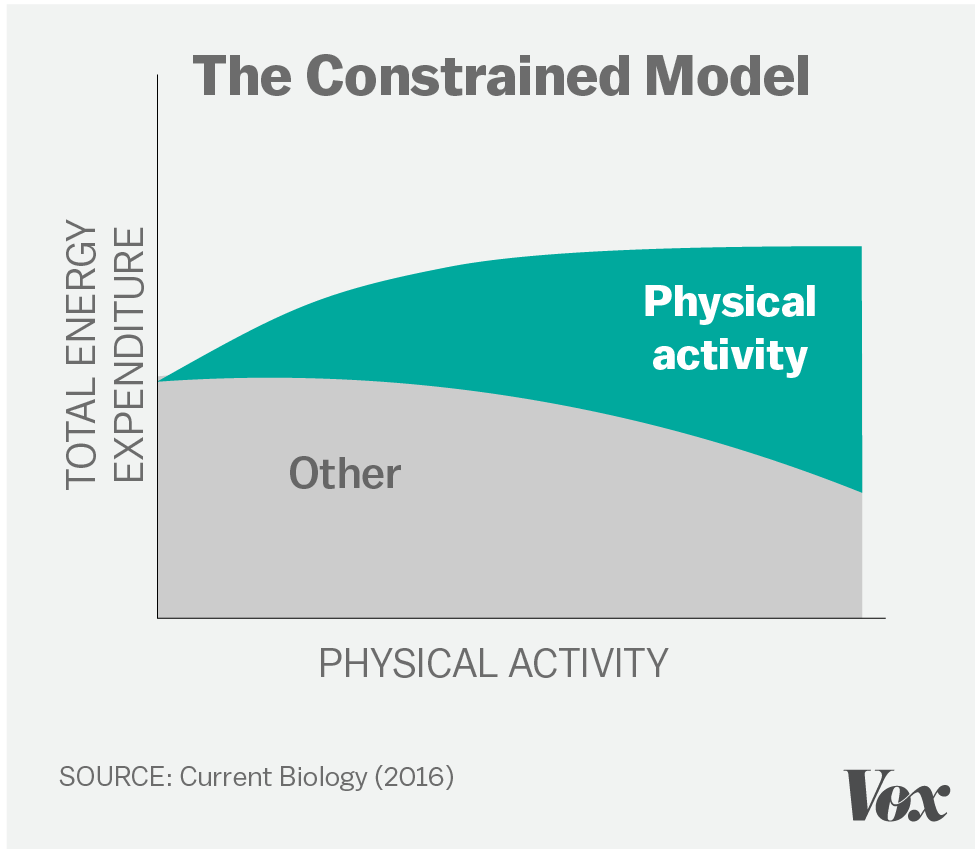 The Constrained Model
TOTAL ENERGY
EXPENDITURE
Physical
activity
Other
PHYSICAL ACTIVITY
SOURCE: Current Biology (2016)
Vox